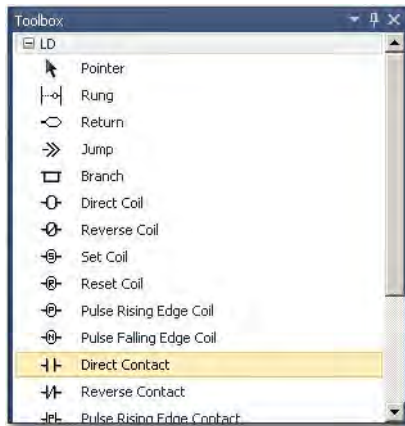 Toolbox
LD
Pointer
Rung
Return
Jump
Branch
Direct Coil
Reverse Coil
S Set Coil
R Reset Coil
P Pulse Rising Edge Coil
N Pulse Falling Edge Coil
Direct Contact
Reverse Contact
P Pulse Rising Edge Contact